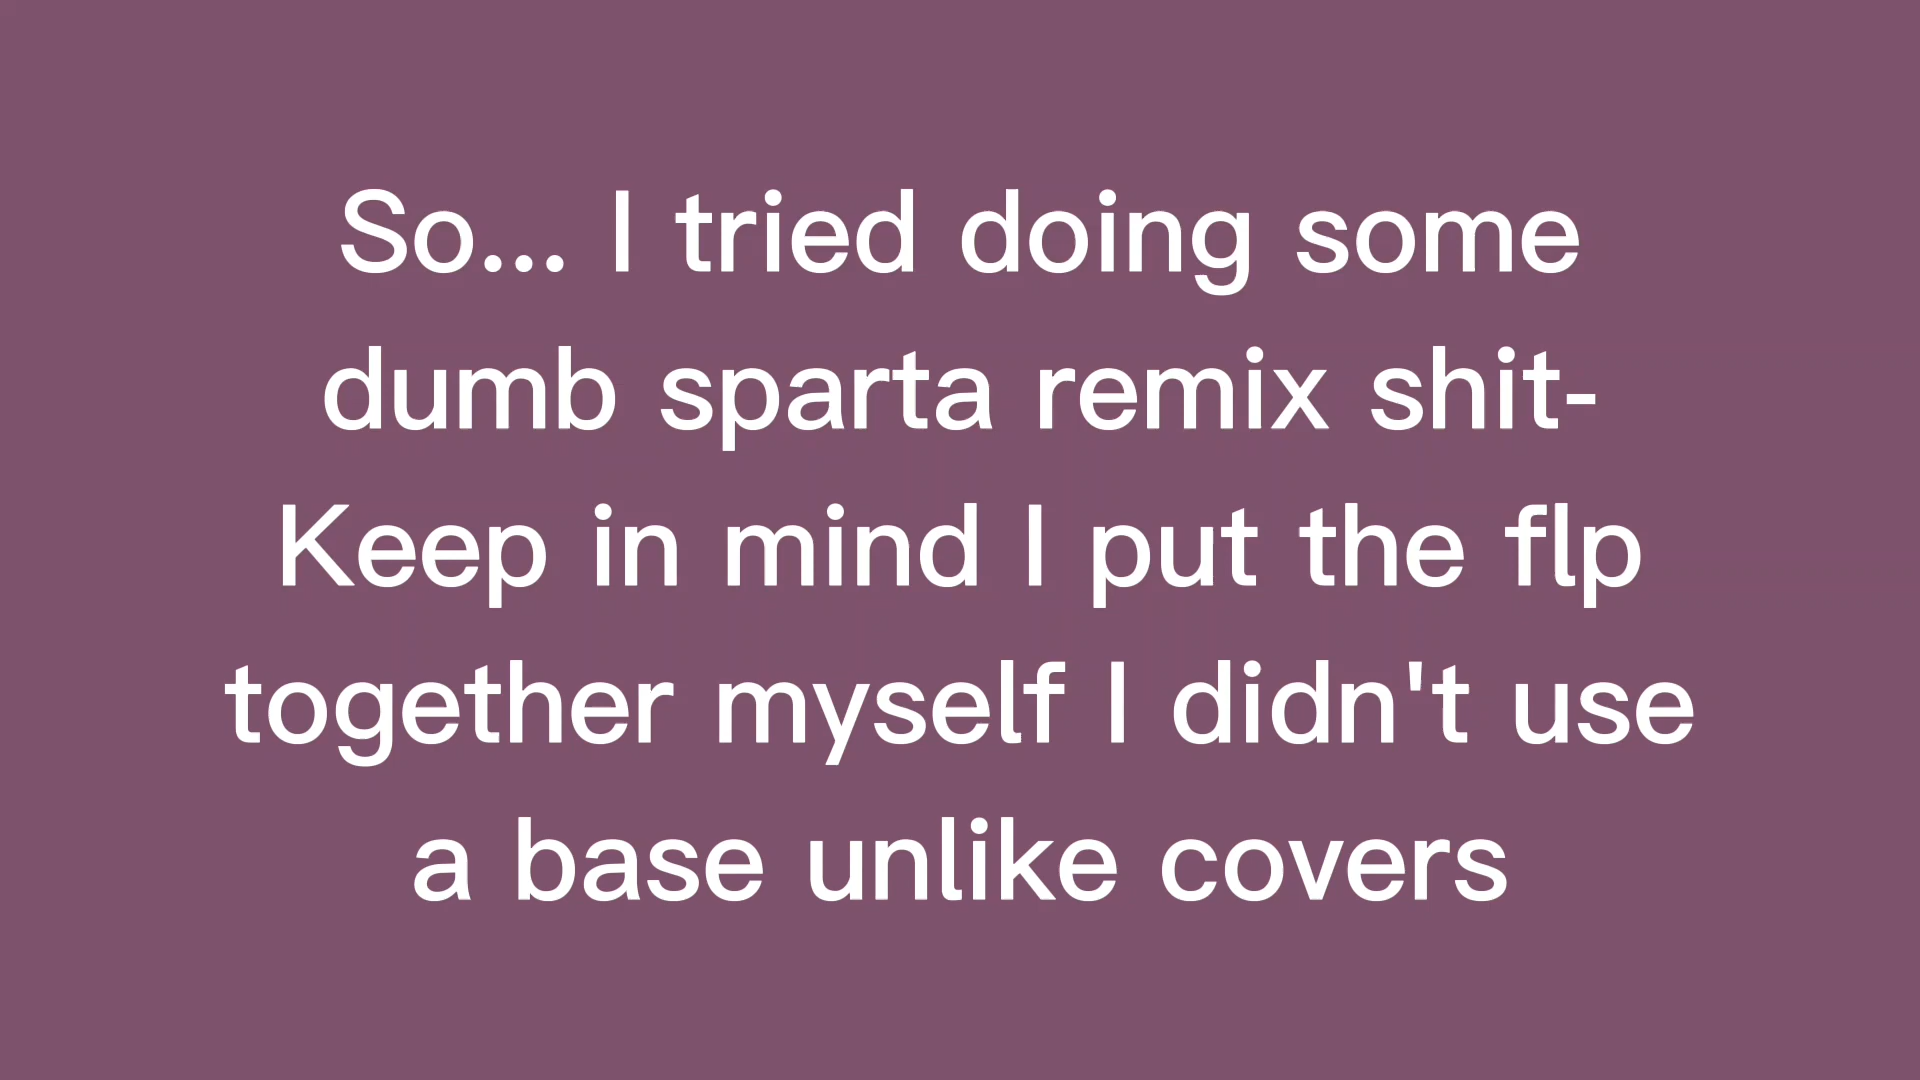 So... I tried doing some
dumb sparta remix shit-
Keep in mind I put the flp
together myself I didn't use
a base unlike covers